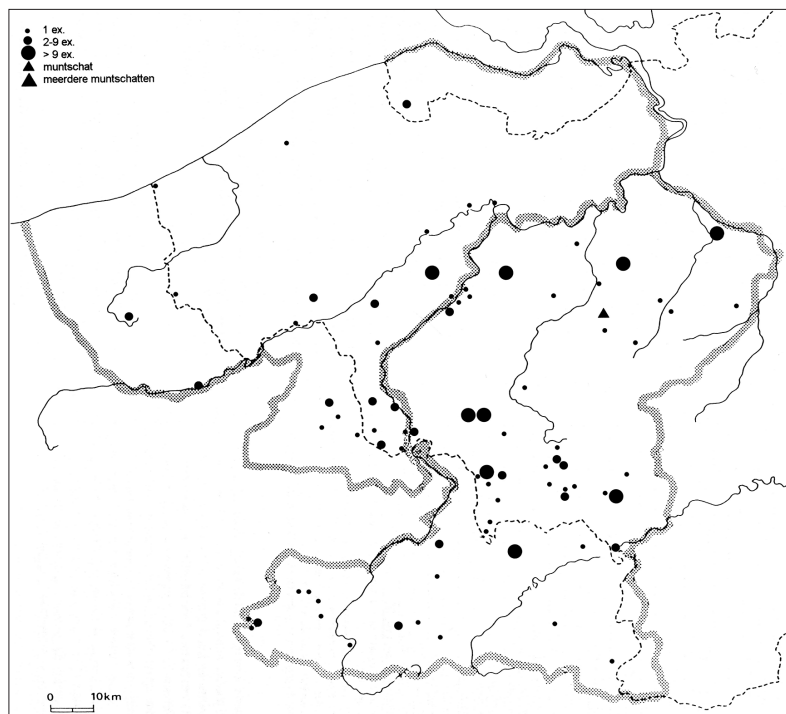 1 ex.
2-9 ex.
> 9 ex.
muntschat
meerdere muntschatten
0 10km